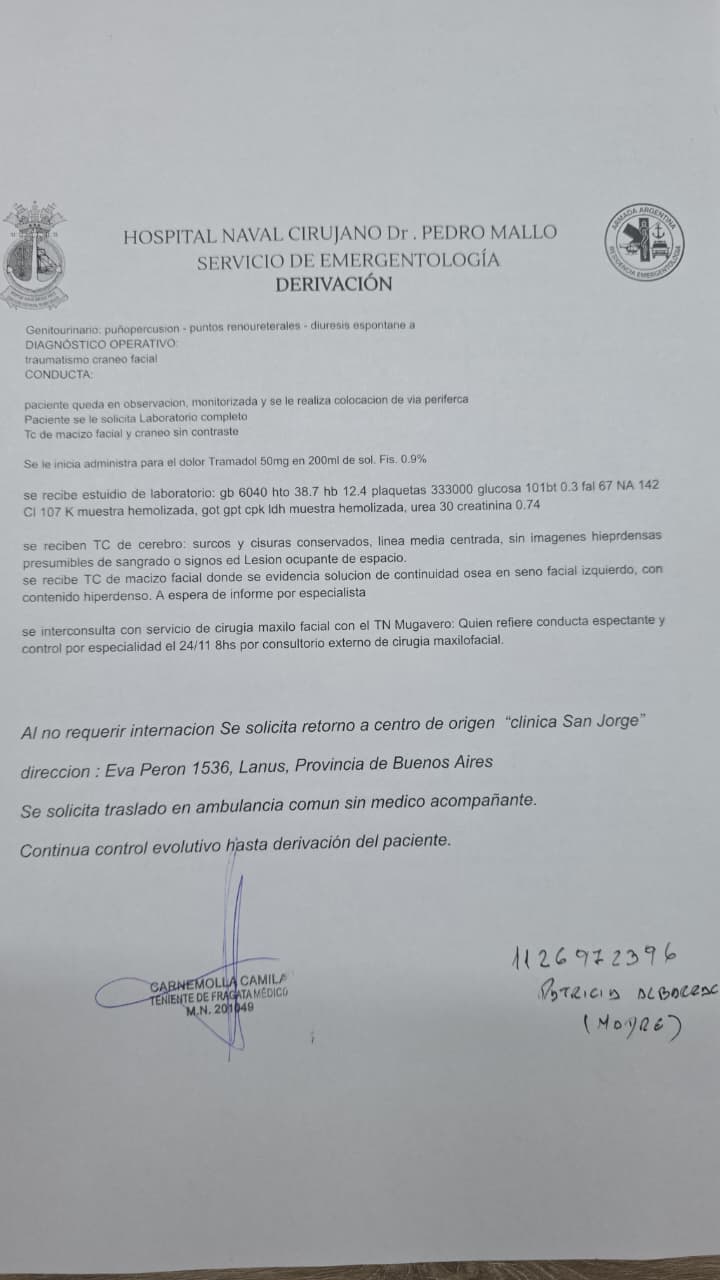 HOSPITAL NAVAL CIRUJANO Dr . PEDRO MALLO
SERVICIO DE EMERGENTOLOGÍA
DERIVACIÓN
ARMADA ARGENTINA
RESIDENCIA EMERGENTOLOGIA
Genitourinario: puñopercusion - puntos renoureterales - diuresis espontane a
DIAGNÓSTICO OPERATIVO:
traumatismo craneo facial
CONDUCTA:
paciente queda en observacion, monitorizada y se le realiza colocacion de via periferca
Paciente se le solicita Laboratorio completo
Tc de macizo facial y craneo sin contraste
Se le inicia administra para el dolor Tramadol 50mg en 200ml de sol. Fis. 0.9%
se recibe estuidio de laboratorio: gb 6040 hto 38.7 hb 12.4 plaquetas 333000 glucosa 101bt 0.3 fal 67 NA 142
Cl 107 K muestra hemolizada, got gpt cpk ldh muestra hemolizada, urea 30 creatinina 0.74
se reciben TC de cerebro: surcos y cisuras conservados, linea media centrada, sin imagenes hieprdensas
presumibles de sangrado o signos ed Lesion ocupante de espacio.
se recibe TC de macizo facial donde se evidencia solucion de continuidad osea en seno facial izquierdo, con
contenido hiperdenso. A espera de informe por especialista
se interconsulta con servicio de cirugia maxilo facial con el TN Mugavero: Quien refiere conducta espectante y
control por especialidad el 24/11 8hs por consultorio externo de cirugia maxilofacial.
Al no requerir internacion Se solicita retorno a centro de origen “clinica San Jorge”
direccion : Eva Peron 1536, Lanus, Provincia de Buenos Aires
Se solicita traslado en ambulancia comun sin medico acompañante.
Continua control evolutivo hasta derivación del paciente.
CARNEMOLLA CAMILA
TENIENTE DE FRAGATA MÉDICO
M.N. 201049
1126972396
PATRICIA
(MADRE)